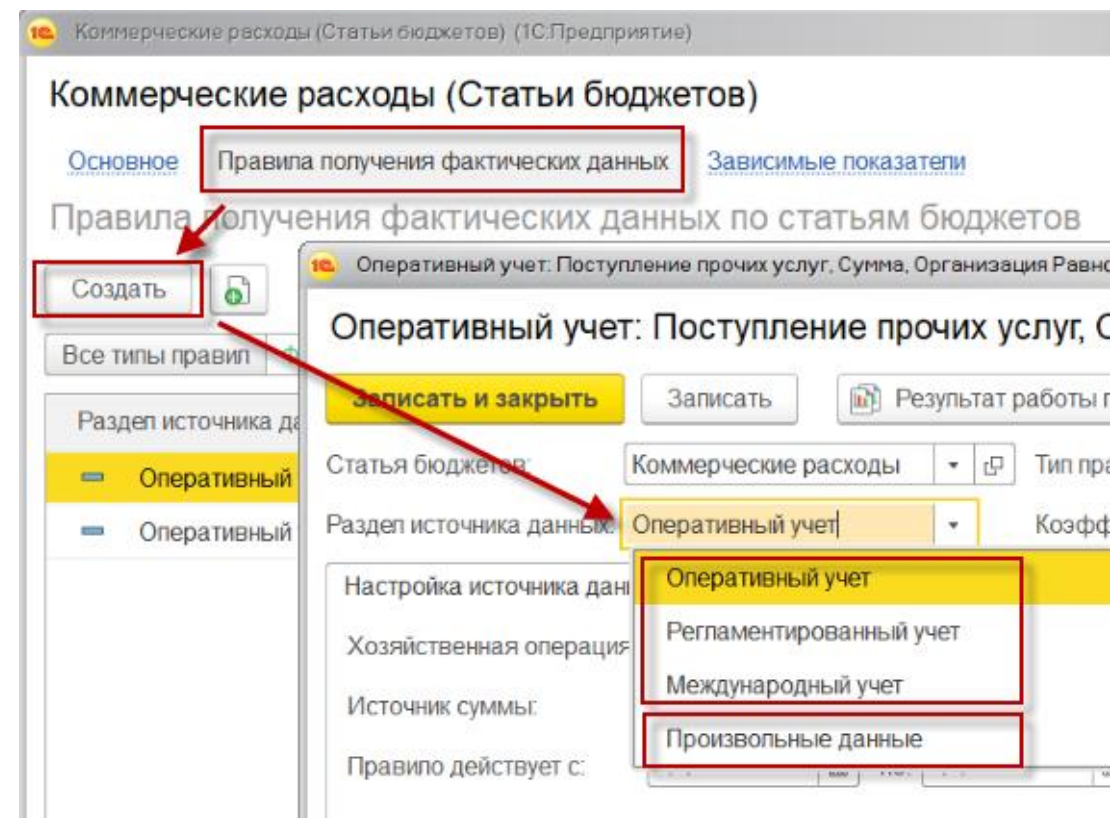 Коммерческие расходы (Статьи бюджетов) (1С:Предприятие)
Коммерческие расходы (Статьи бюджетов)
Основное Правила получения фактических данных Зависимые показатели
Правила получения фактических данных по статьям бюджетов
Создать
Все типы правил
Раздел источника да
Оперативный
Оперативный
Оперативный учет: Поступление прочих услуг, Сумма, Организация Равно
Оперативный учет: Поступление прочих услуг, С
Записать и закрыть Записать Результат работы п
Статья бюджетов: Коммерческие расходы Тип пра
Раздел источника данных: Оперативный учет Коэфф
Настройка источника дан
Хозяйственная операция
Источник суммы:
Правило действует с:
Оперативный учет
Регламентированный учет
Международный учет
Произвольные данные